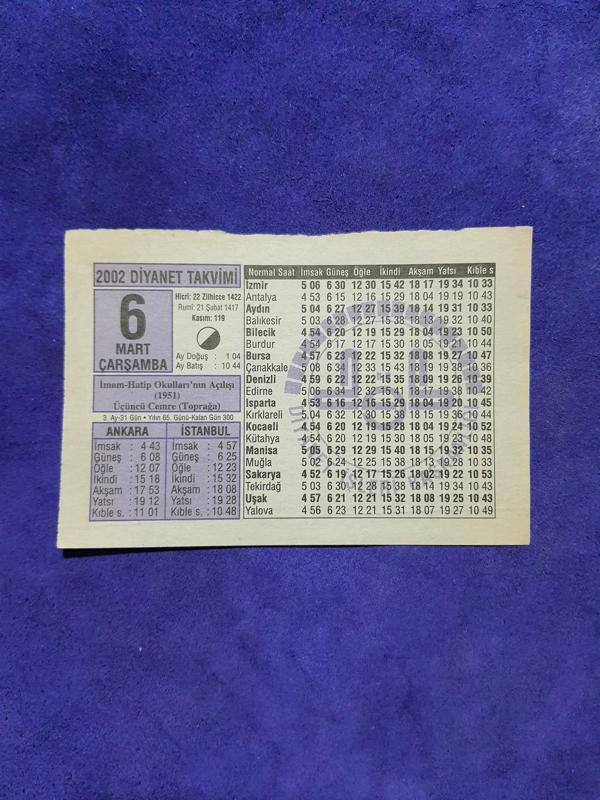 2002 DİYANET TAKVİMİ
6
MART
ÇARŞAMBA
Hicri: 22 Zilhicce 1422
Rumi: 21 Şubat 1417
Kasım: 119
Ay Doğuş : 1 04
Ay Batış : 10 44
İmam-Hatip Okulları'nın Açılışı
(1951)
Üçüncü Cemre (Toprağa)
3. Ay-31 Gün • Yılın 65. Günü-Kalan Gün 300
ANKARA
İmsak : 4 43
Güneş : 6 08
Öğle : 12 07
İkindi : 15 18
Akşam : 17 53
Yatsı : 19 12
Kıble s. : 11 01
İSTANBUL
İmsak : 4 57
Güneş : 6 25
Öğle : 12 23
İkindi : 15 32
Akşam : 18 08
Yatsı : 19 28
Kıble s. : 10 48
Normal Saat İmsak Güneş Öğle İkindi Akşam Yatsı Kıble s
İzmir 5 06 6 30 12 30 15 42 18 17 19 34 10 33
Antalya 4 53 6 15 12 16 15 29 18 04 19 19 10 43
Aydın 5 04 6 27 12 27 15 39 18 14 19 31 10 33
Balıkesir 5 03 6 28 12 27 15 38 18 13 19 32 10 40
Bilecik 4 54 6 20 12 19 15 29 18 04 19 23 10 50
Burdur 4 54 6 17 12 17 15 30 18 05 19 21 10 44
Bursa 4 57 6 23 12 22 15 32 18 08 19 27 10 47
Çanakkale 5 08 6 34 12 33 15 43 18 19 19 38 10 36
Denizli 4 59 6 22 12 22 15 35 18 09 19 26 10 39
Edirne 5 06 6 34 12 32 15 41 18 17 19 38 10 42
Isparta 4 53 6 16 12 16 15 29 18 04 19 20 10 45
Kırklareli 5 04 6 32 12 30 15 38 18 15 19 36 10 44
Kocaeli 4 54 6 20 12 19 15 28 18 04 19 24 10 52
Kütahya 4 54 6 20 12 19 15 30 18 05 19 23 10 48
Manisa 5 05 6 29 12 29 15 40 18 15 19 32 10 35
Muğla 5 02 6 24 12 25 15 38 18 13 19 28 10 33
Sakarya 4 52 6 19 12 17 15 26 18 02 19 22 10 53
Tekirdağ 5 03 6 30 12 28 15 38 18 14 19 34 10 43
Uşak 4 57 6 21 12 21 15 32 18 08 19 25 10 43
Yalova 4 56 6 23 12 21 15 31 18 07 19 27 10 49